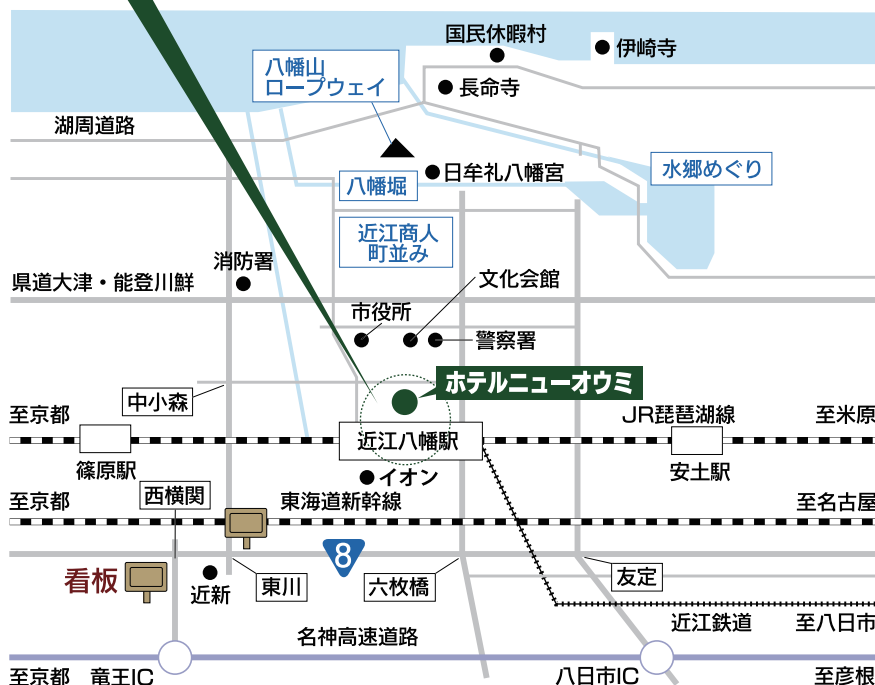 国民休暇村
伊崎寺
八幡山
ロープウェイ
長命寺
湖周道路
日牟礼八幡宮
水郷めぐり
八幡堀
近江商人
町並み
消防署
文化会館
県道大津・能登川鮮
市役所
警察署
ホテルニューオウミ
中小森
至京都
JR琵琶湖線
至米原
近江八幡駅
篠原駅
安土駅
イオン
西横関
至京都
東海道新幹線
至名古屋
8
看板
近新
東川
六枚橋
友定
近江鉄道
至八日市
名神高速道路
至京都
竜王IC
八日市IC
至彦根